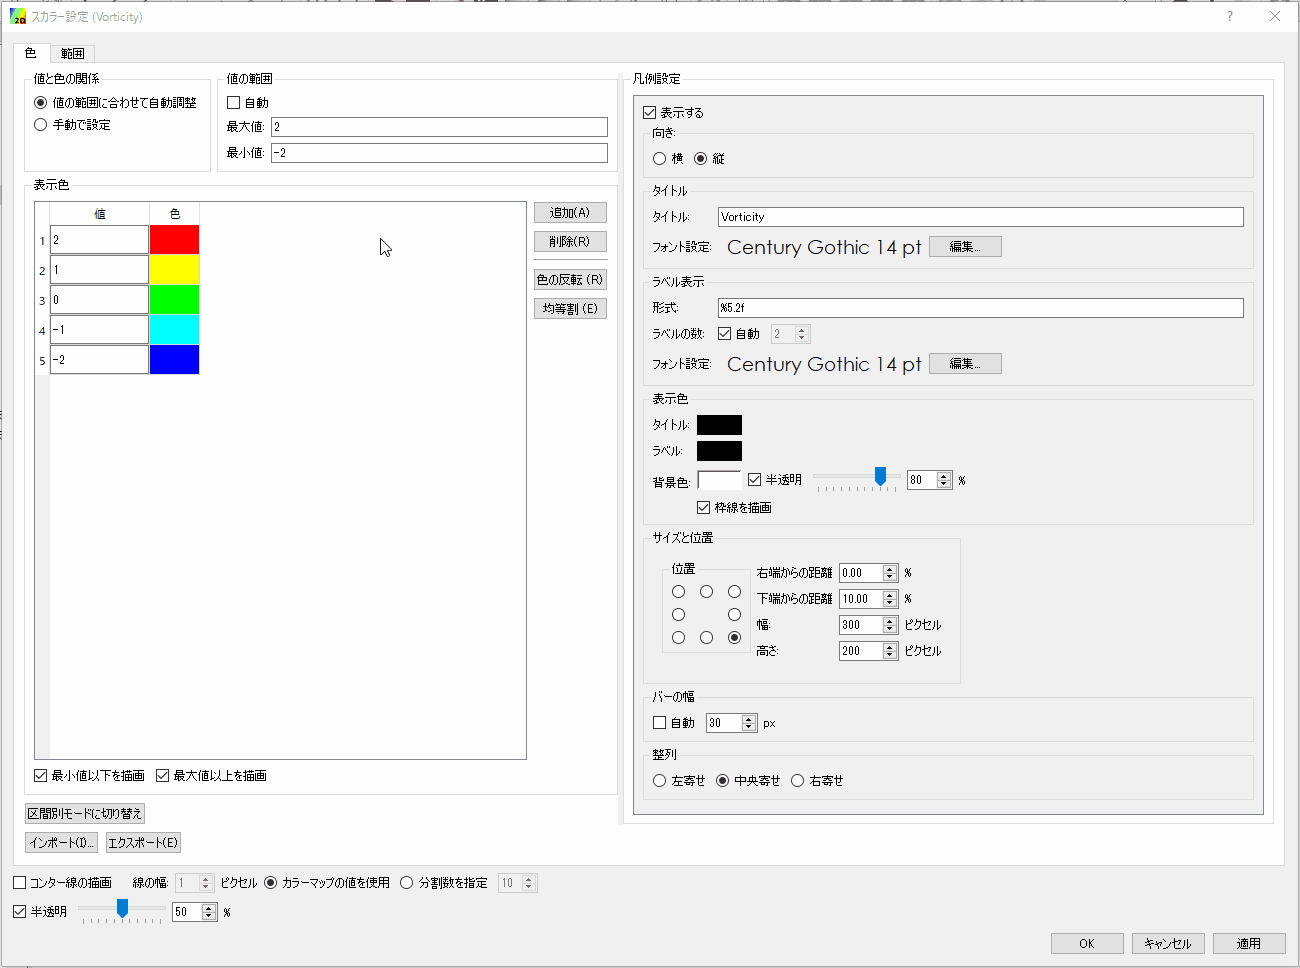 スカラー設定 (Vorticity)
?
色 範囲
値と色の関係
値の範囲に合わせて自動調整
手動で設定
値の範囲
自動
最大値: 2
最小値: -2
表示色
値 色
1 2
2 1
3 0
4 -1
5 -2
追加(A)
削除(R)
色の反転 (R)
均等割 (E)
最小値以下を描画 最大値以上を描画
区間別モードに切り替え
インポート(I)... エクスポート(E)
凡例設定
表示する
向き:
横 縦
タイトル
タイトル: Vorticity
フォント設定: Century Gothic 14 pt 編集...
ラベル表示
形式: %5.2f
ラベルの数: 自動 2
フォント設定: Century Gothic 14 pt 編集...
表示色
タイトル:
ラベル:
背景色: 半透明 80 %
枠線を描画
サイズと位置
位置
右端からの距離 0.00 %
下端からの距離 10.00 %
幅: 300 ピクセル
高さ: 200 ピクセル
バーの幅
自動 30 px
整列
左寄せ 中央寄せ 右寄せ
コンター線の描画 線の幅: 1 ピクセル カラーマップの値を使用 分割数を指定 10
半透明 50 %
OK キャンセル 適用